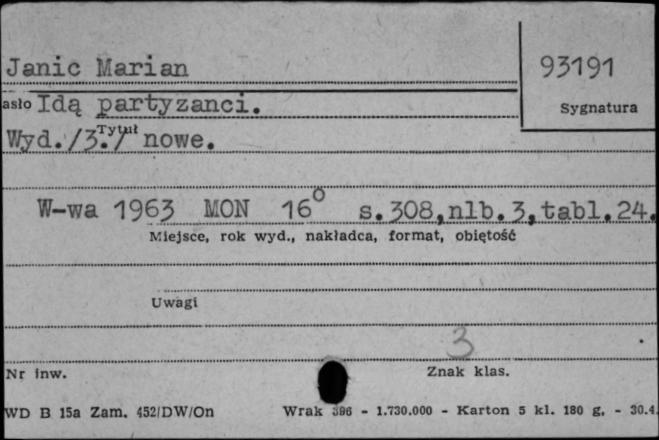 Janic Marian
93191
asło Idą partyzanci.
Sygnatura
Tytuł
Wyd./3./ nowe.
W-wa 1963 MON 16° s.308,nlb.3,tabl.24.
Miejsce, rok wyd., nakładca, format, objętość
Uwagi
3
Nr inw.
Znak klas.
WD B 15a Zam. 452/DW/On Wrak 396 - 1.730.000 - Karton 5 kl. 180 g. - 30.4.